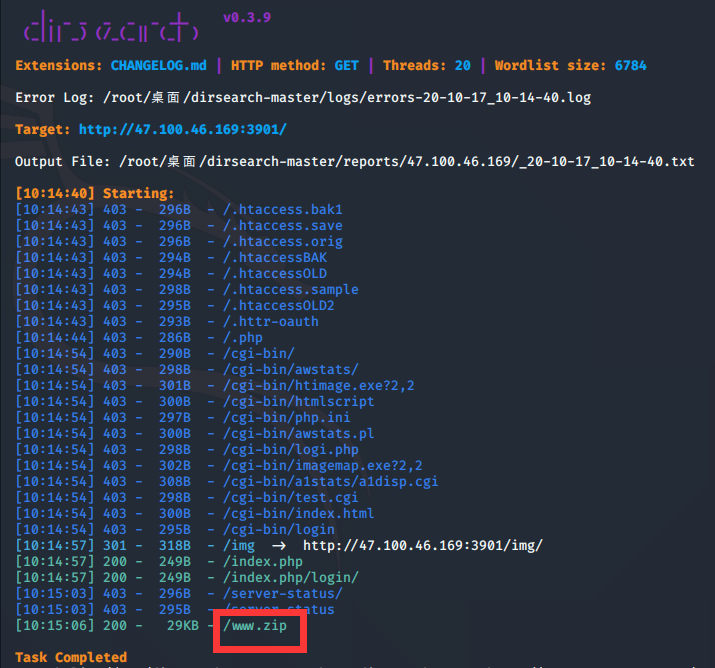 v0.3.9
Extensions: CHANGELOG.md | HTTP method: GET | Threads: 20 | Wordlist size: 6784
Error Log: /root/桌面/dirsearch-master/logs/errors-20-10-17_10-14-40.log
Target: http://47.100.46.169:3901/
Output File: /root/桌面/dirsearch-master/reports/47.100.46.169/_20-10-17_10-14-40.txt
[10:14:40] Starting:
[10:14:43] 403 - 296B - /.htaccess.bak1
[10:14:43] 403 - 296B - /.htaccess.save
[10:14:43] 403 - 296B - /.htaccess.orig
[10:14:43] 403 - 294B - /.htaccessBAK
[10:14:43] 403 - 294B - /.htaccessOLD
[10:14:43] 403 - 298B - /.htaccess.sample
[10:14:43] 403 - 295B - /.htaccessOLD2
[10:14:43] 403 - 293B - /.httr-oauth
[10:14:44] 403 - 286B - /.php
[10:14:54] 403 - 290B - /cgi-bin/
[10:14:54] 403 - 298B - /cgi-bin/awstats/
[10:14:54] 403 - 301B - /cgi-bin/htimage.exe?2,2
[10:14:54] 403 - 300B - /cgi-bin/htmlscript
[10:14:54] 403 - 297B - /cgi-bin/php.ini
[10:14:54] 403 - 300B - /cgi-bin/awstats.pl
[10:14:54] 403 - 298B - /cgi-bin/logi.php
[10:14:54] 403 - 302B - /cgi-bin/imagemap.exe?2,2
[10:14:54] 403 - 308B - /cgi-bin/a1stats/a1disp.cgi
[10:14:54] 403 - 298B - /cgi-bin/test.cgi
[10:14:54] 403 - 300B - /cgi-bin/index.html
[10:14:54] 403 - 295B - /cgi-bin/login
[10:14:57] 301 - 318B - /img → http://47.100.46.169:3901/img/
[10:14:57] 200 - 249B - /index.php
[10:14:57] 200 - 249B - /index.php/login/
[10:15:03] 403 - 296B - /server-status/
[10:15:03] 403 - 295B - /server-status
[10:15:06] 200 - 29KB - /www.zip
Task Completed